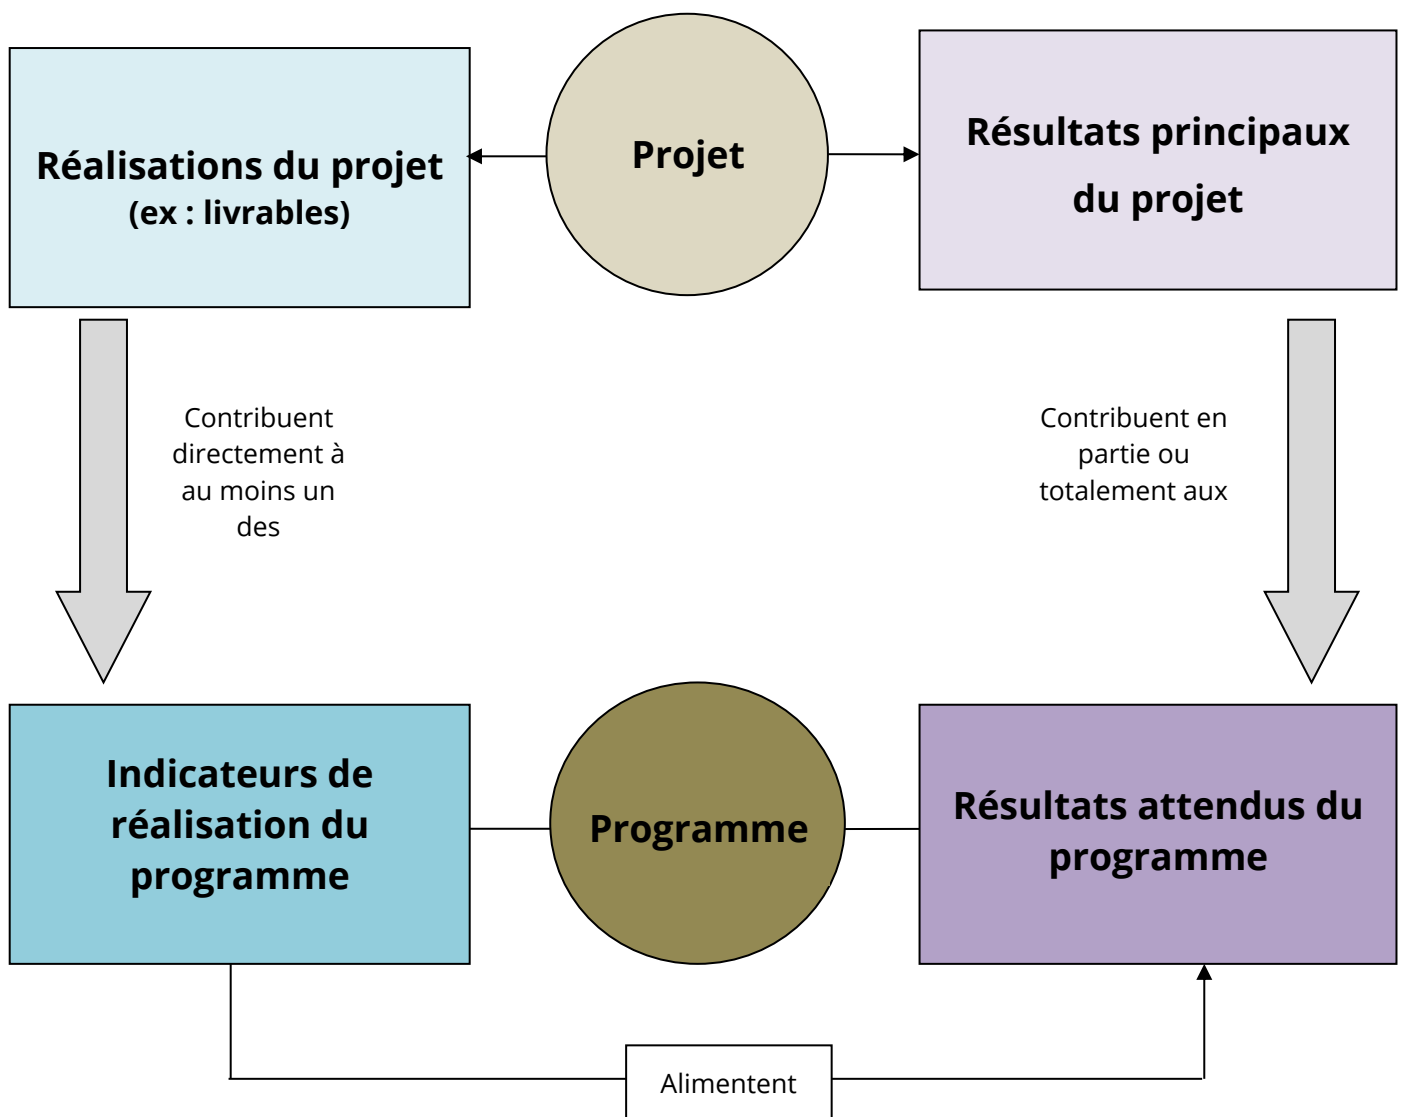 Réalisations du projet
(ex : livrables)
Projet
Résultats principaux
du projet
Contribuent
directement à
au moins un
des
Contribuent en
partie ou
totalement aux
Indicateurs de
réalisation du
programme
Programme
Résultats attendus du
programme
Alimentent